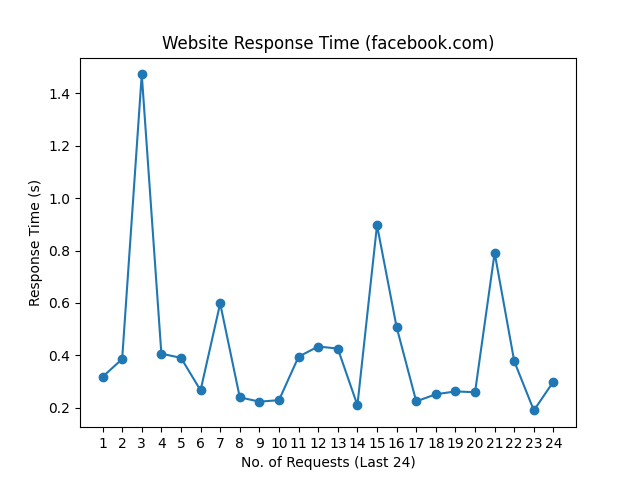 Website Response Time (facebook.com)
Response Time (s)
1.4
1.2
1.0
0.8
0.6
0.4
0.2
1 2 3 4 5 6 7 8 9 10 11 12 13 14 15 16 17 18 19 20 21 22 23 24
No. of Requests (Last 24)